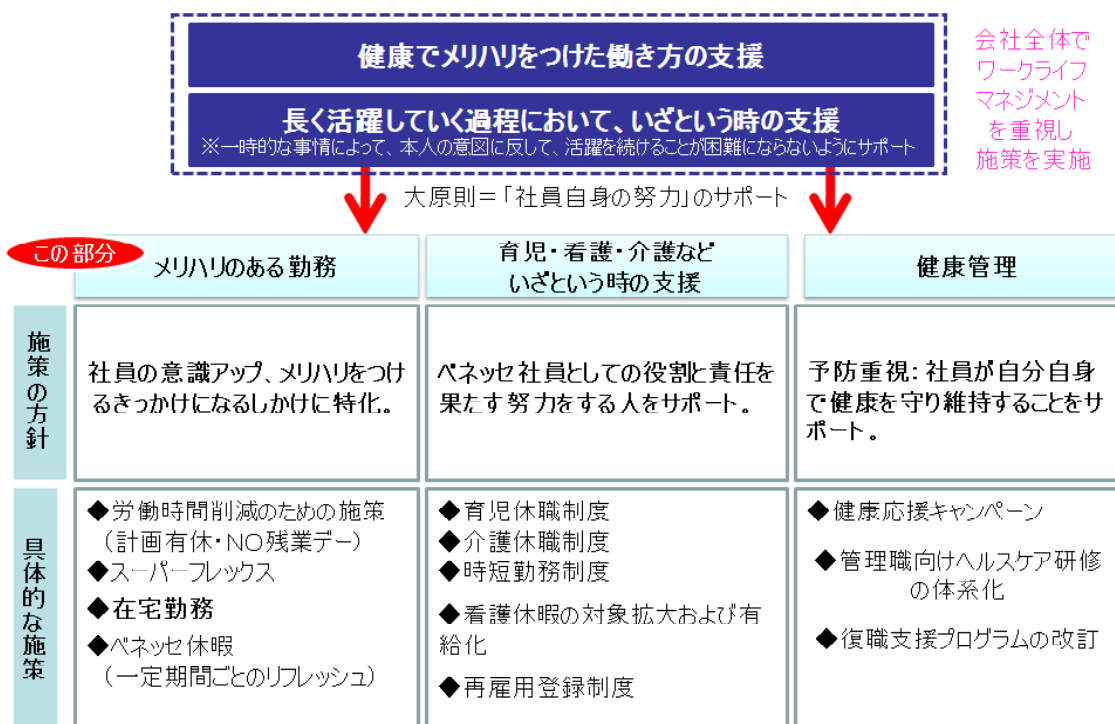 健康でメリハリをつけた働き方の支援
長く活躍していく過程において、いざという時の支援
※一時的な事情によって、本人の意図に反して、活躍を続けることが困難にならないようにサポート
会社全体で
ワークライフ
マネジメント
を重視し
施策を実施
大原則＝「社員自身の努力」のサポート
この部分
メリハリのある勤務
育児・看護・介護など
いざという時の支援
健康管理
施策の方針
社員の意識アップ、メリハリをつけ
るきっかけになるしかけに特化。
ベネッセ社員としての役割と責任を
果たす努力をする人をサポート。
予防重視：社員が自分自身
で健康を守り維持することをサ
ポート。
具体的な施策
◆労働時間削減のための施策
（計画有休・NO残業デー）
◆スーパーフレックス
◆在宅勤務
◆ベネッセ休暇
（一定期間ごとのリフレッシュ）
◆育児休職制度
◆介護休職制度
◆時短勤務制度
◆看護休暇の対象拡大および有
給化
◆再雇用登録制度
◆健康応援キャンペーン
◆管理職向けヘルスケア研修
の体系化
◆復職支援プログラムの改訂